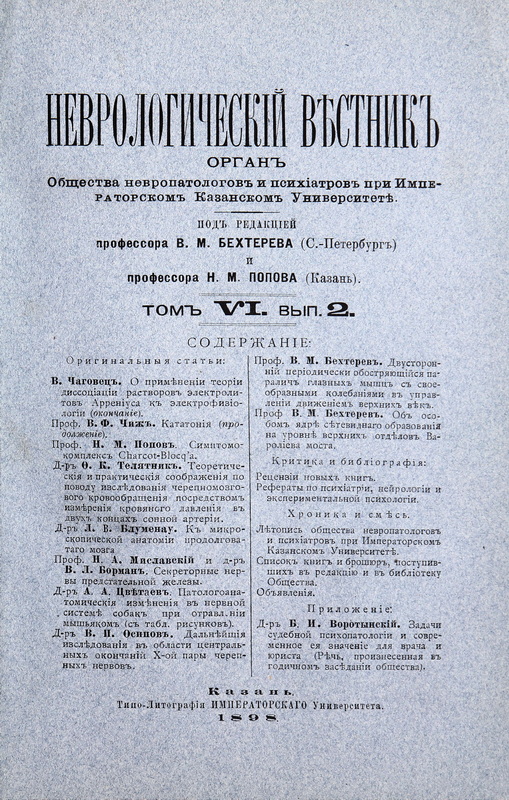 НЕВРОЛОГИЧЕСКІЙ ВѢСТНИКЪ
ОРГАНЪ
Общества невропатологовъ и психіатровъ при Импе-
раторскомъ Казанскомъ Университетѣ.
ПОДЪ РЕДАКЦІЕЙ
профессора В. М. БЕХТЕРЕВА (С.-Петербургъ)
И
профессора Н. М. ПОПОВА (Казань).
ТОМЪ VI. ВЫП. 2.
СОДЕРЖАНІЕ:
Оригинальныя статьи:
В. Чаговецъ. О примѣненіи теоріи
диссоціаціи растворовъ электроли-
товъ Арреніуса къ электрофизіо-
логіи (окончаніе).
Проф. В. Ф. Чижъ. Кататонія (про-
долженіе).
Проф. Н. М. Поповъ. Симптомо-
комплексъ Charcot-Blocq'а.
Д-ръ Ѳ. К. Телятникъ. Теоретиче-
скія и практическія соображенія по
поводу изслѣдованія черепномозго-
вого кровообращенія посредствомъ
измѣренія кровяного давленія въ
двухъ концахъ сонной артеріи.
Д-ръ Л. В. Блуменау. Къ микро-
скопической анатоміи продолгова-
таго мозга
Проф. Н. А. Миславскій и д-ръ
В. Л. Борманъ. Секреторные нер-
вы предстательной железы.
Д-ръ А. А. Цвѣтаевъ. Патологоана-
томическія измѣненія въ нервной
системѣ собакъ при отравленіи
мышьякомъ (съ табл. рисунковъ).
Д-ръ В. П. Осиповъ. Дальнѣйшія
изслѣдованія въ области централь-
ныхъ окончаній X-ой пары череп-
ныхъ нервовъ.
Проф. В. М. Бехтеревъ. Двусторон-
ній періодически обостряющійся па-
раличъ глазныхъ мышцъ съ свое-
образными колебаніями въ уп-
равленіи движеніемъ верхнихъ вѣкъ.
Проф В. М. Бехтеревъ. Объ осо-
бомъ ядрѣ сѣтевиднаго образованія
на уровнѣ верхнихъ отдѣловъ Ва-
роліева моста.
Критика и библіографія:
Рецензіи новыхъ книгъ.
Рефераты по психіатріи, нейрологіи и
экспериментальной психологіи.
Хроника и смѣсь.
Лѣтопись общества невропатологовъ
и психіатровъ при Императорскомъ
Казанскомъ Университетѣ.
Списокъ книгъ и брошюръ, поступив-
шихъ въ редакцію и въ библіотеку
Общества.
Объявленія.
Приложеніе:
Д-ръ Б. И. Воротынскій. Задачи
судебной психопатологіи и современ-
ное ея значеніе для врача и
юриста (Рѣчь, произнесенная въ
годичномъ засѣданіи общества).
Казань.
Типо-Литографія ИМПЕРАТОРСКАГО Университета.
1898.